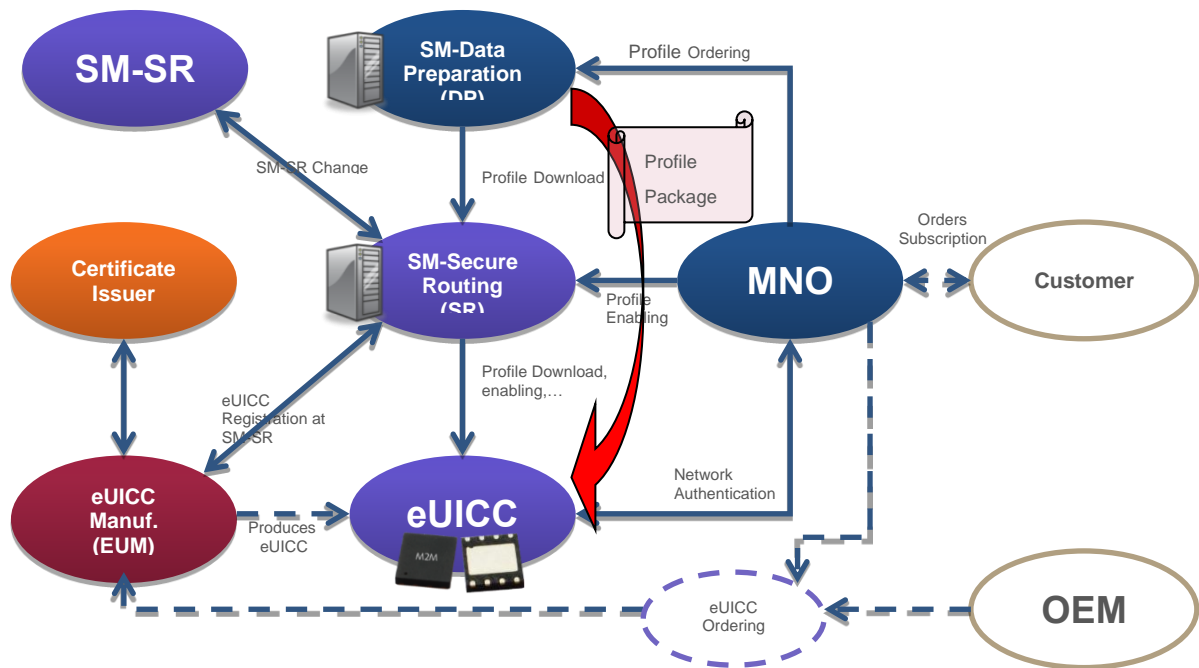 SM-SR
SM-Data
Preparation
(DP)
Profile Ordering
SM-SR Change
Profile Download
Profile
Package
Orders
Subscription
Certificate
Issuer
SM-Secure
Routing
(SR)
MNO
Customer
Profile
Enabling
eUICC
Registration at
SM-SR
Profile Download,
enabling,…
eUICC
Manuf.
(EUM)
Produces
eUICC
eUICC
M2M
Network
Authentication
eUICC
Ordering
OEM